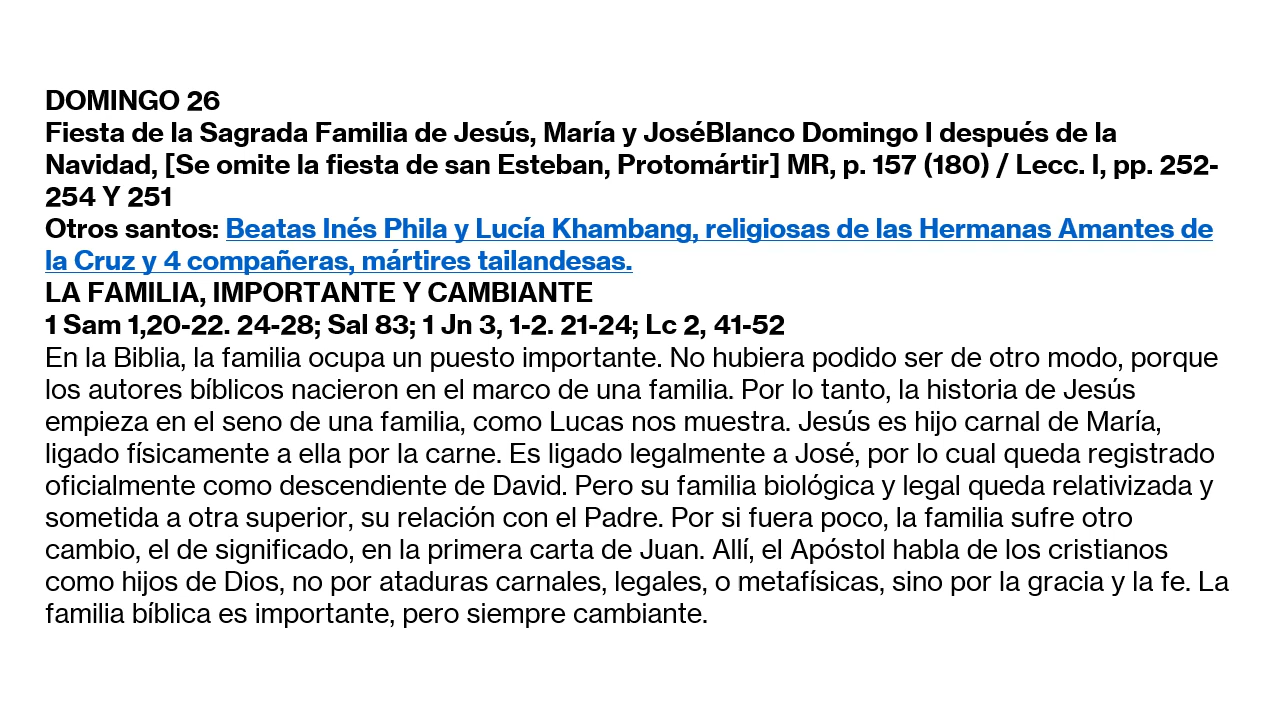 DOMINGO 26
Fiesta de la Sagrada Familia de Jesús, María y JoséBlanco Domingo I después de la
Navidad, [Se omite la fiesta de san Esteban, Protomártir] MR, p. 157 (180) / Lecc. I, pp. 252-
254 Y 251
Otros santos: Beatas Inés Phila y Lucía Khambang, religiosas de las Hermanas Amantes de
la Cruz y 4 compañeras, mártires tailandesas.
LA FAMILIA, IMPORTANTE Y CAMBIANTE
1 Sam 1,20-22. 24-28; Sal 83; 1 Jn 3, 1-2. 21-24; Lc 2, 41-52
En la Biblia, la familia ocupa un puesto importante. No hubiera podido ser de otro modo, porque
los autores bíblicos nacieron en el marco de una familia. Por lo tanto, la historia de Jesús
empieza en el seno de una familia, como Lucas nos muestra. Jesús es hijo carnal de María,
ligado físicamente a ella por la carne. Es ligado legalmente a José, por lo cual queda registrado
oficialmente como descendiente de David. Pero su familia biológica y legal queda relativizada y
sometida a otra superior, su relación con el Padre. Por si fuera poco, la familia sufre otro
cambio, el de significado, en la primera carta de Juan. Allí, el Apóstol habla de los cristianos
como hijos de Dios, no por ataduras carnales, legales, o metafísicas, sino por la gracia y la fe. La
familia bíblica es importante, pero siempre cambiante.